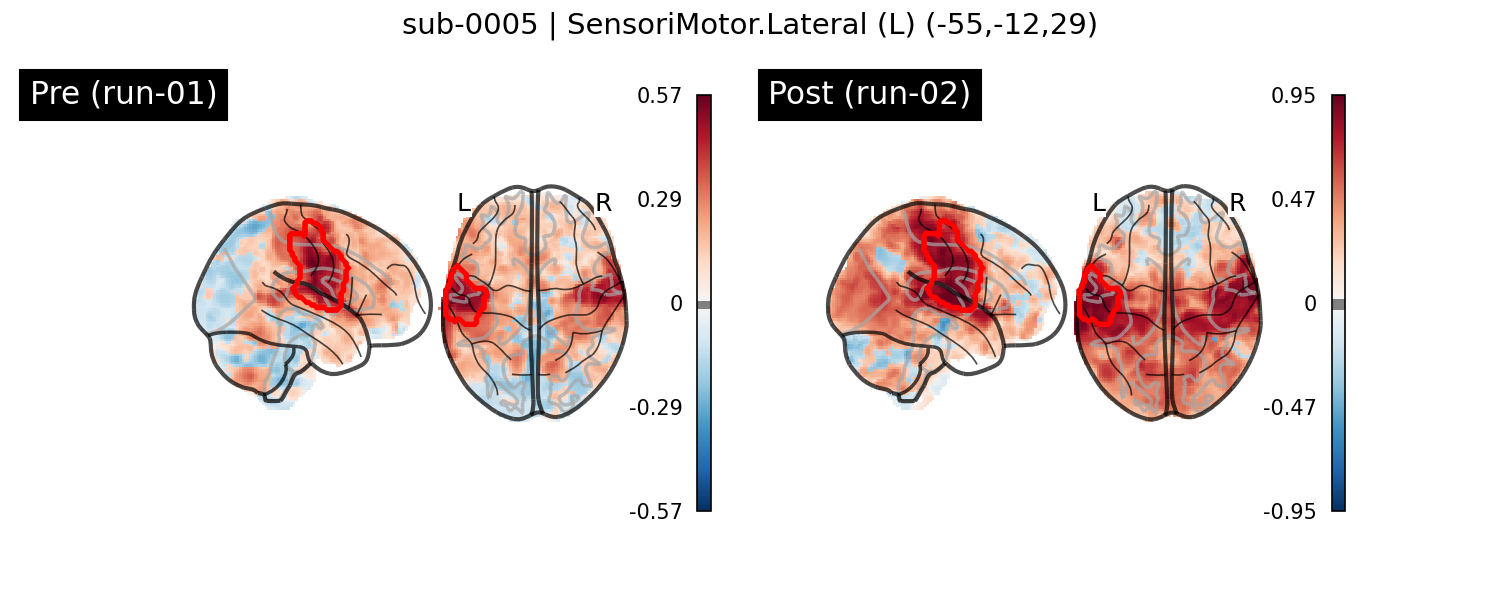 sub-0005 | SensoriMotor.Lateral (L) (-55,-12,29)
Pre (run-01)
L
R
0.57
0.29
0
-0.29
-0.57
Post (run-02)
L
R
0.95
0.47
0
-0.47
-0.95